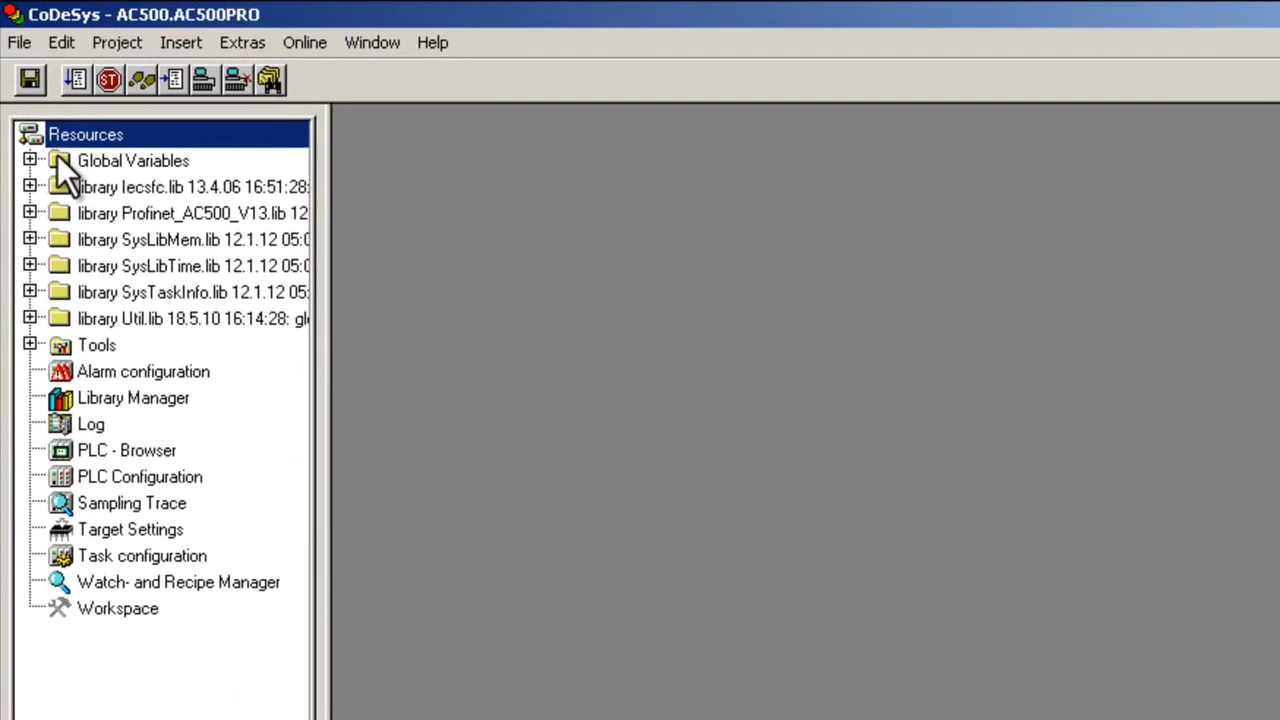 CoDeSys - AC500.AC500PRO
File Edit Project Insert Extras Online Window Help
ST
Resources
Global Variables
library Iecsfc.lib 13.4.06 16:51:28:
library Profinet_AC500_V13.lib 12
library SysLibMem.lib 12.1.12 05:0
library SysLibTime.lib 12.1.12 05:0
library SysTaskInfo.lib 12.1.12 05:
library Util.lib 18.5.10 16:14:28: glo
Tools
Alarm configuration
Library Manager
Log
PLC - Browser
PLC Configuration
Sampling Trace
Target Settings
Task configuration
Watch- and Recipe Manager
Workspace